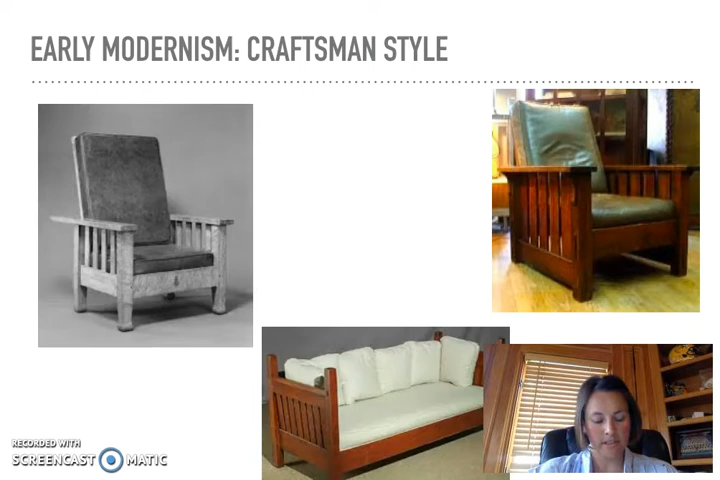 EARLY MODERNISM: CRAFTSMAN STYLE
RECORDED WITH
SCREENCAST MATIC